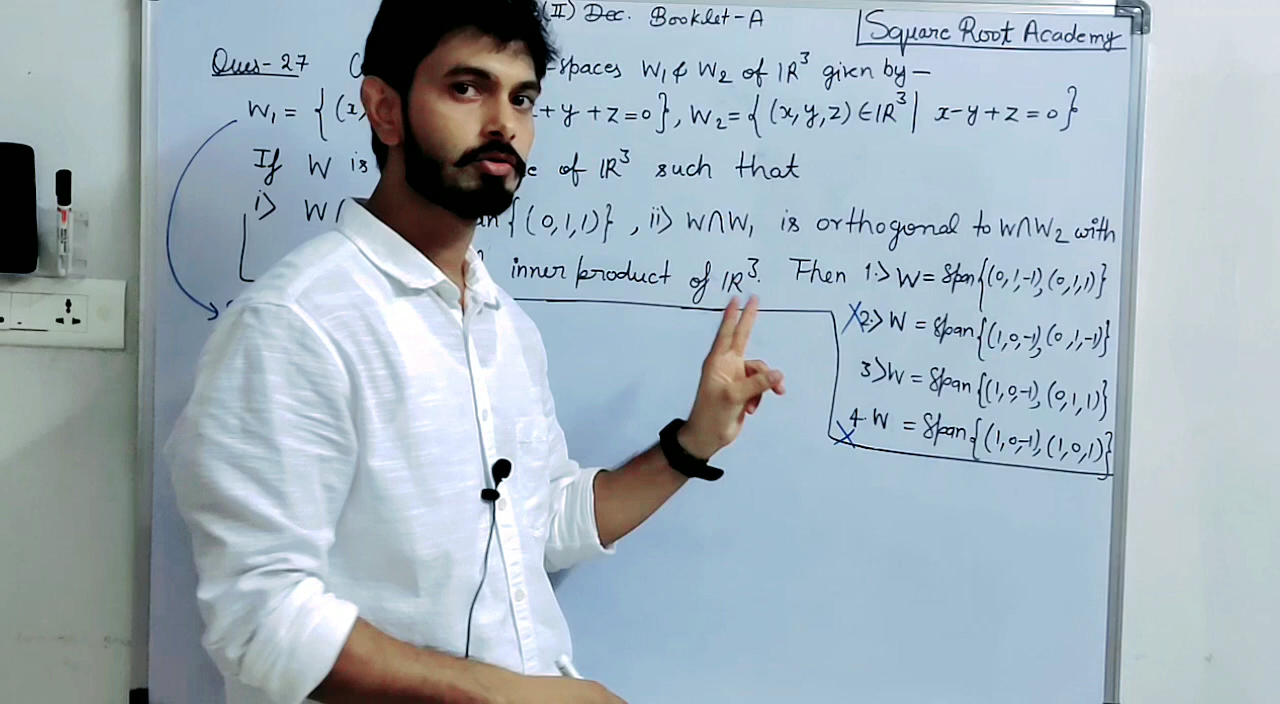 (II) Dec. Booklet-A
Square Root Academy
Ques-27 -spaces W₁ & W₂ of ℝ³ given by —
W₁ = {(x, + y + z = 0}, W₂ = {(x, y, z) ∈ ℝ³ | x - y + z = 0}
If W is of ℝ³ such that
i> W∩ {(0,1,1)}, ii> W∩W₁ is orthogonal to W∩W₂ with
inner product of ℝ³. Then 1.> W = Span{(0,1,-1), (0,1,1)}
X2.> W = Span{(1,0,-1), (0,1,-1)}
3>W = Span{(1,0,-1), (0,1,1)}
X4. W = Span{(1,0,-1), (1,0,1)}